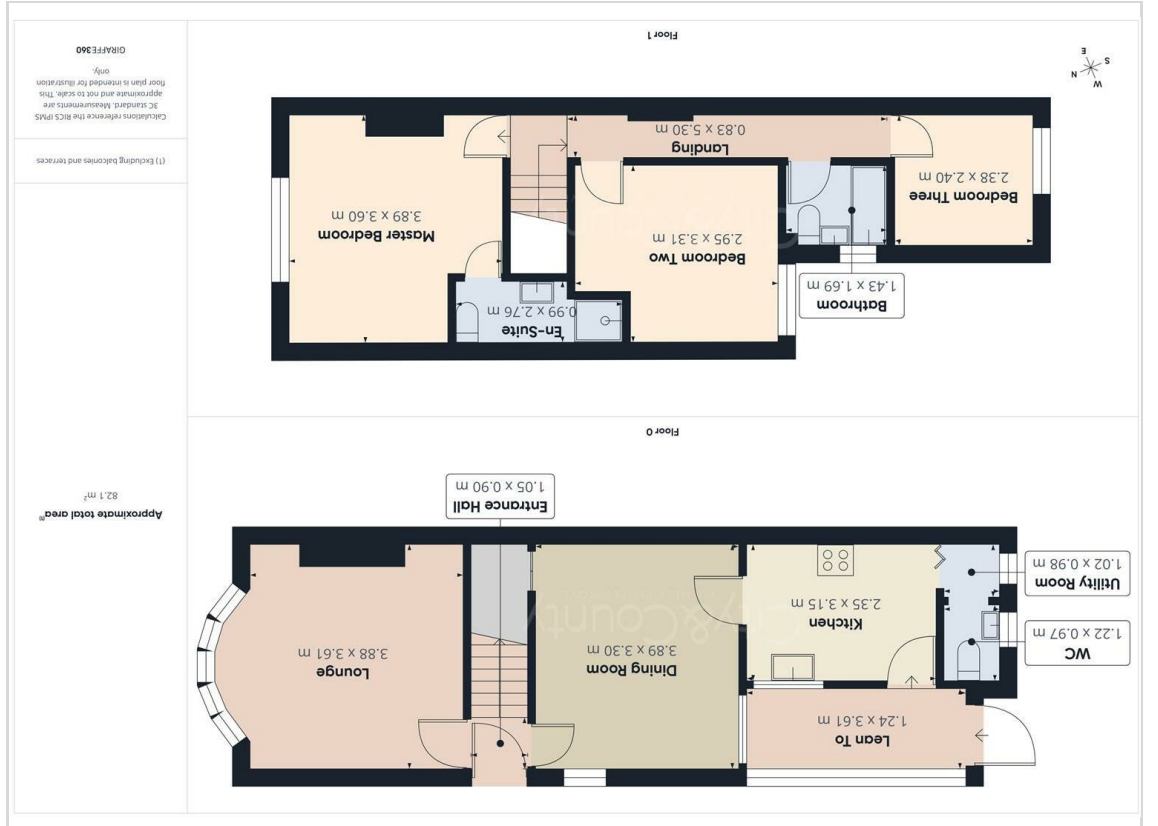 Lean To
1.24 x 3.61 m
WC
1.22 x 0.97 m
Utility Room
1.02 x 0.98 m
Kitchen
2.35 x 3.15 m
Dining Room
3.89 x 3.30 m
Lounge
3.88 x 3.61 m
City&County
Entrance Hall
1.05 x 0.90 m
Floor 0
Bathroom
1.43 x 1.69 m
En-Suite
0.99 x 2.76 m
Bedroom Two
2.95 x 3.31 m
Master Bedroom
3.89 x 3.60 m
Bedroom Three
2.38 x 2.40 m
Landing
0.83 x 5.30 m
W
S
N
E
Floor 1
Approximate total area⁽¹⁾
82.1 m²
(1) Excluding balconies and terraces
Calculations reference the RICS IPMS
3C standard. Measurements are
approximate and not to scale. This
floor plan is intended for illustration
only.
GIRAFFE360